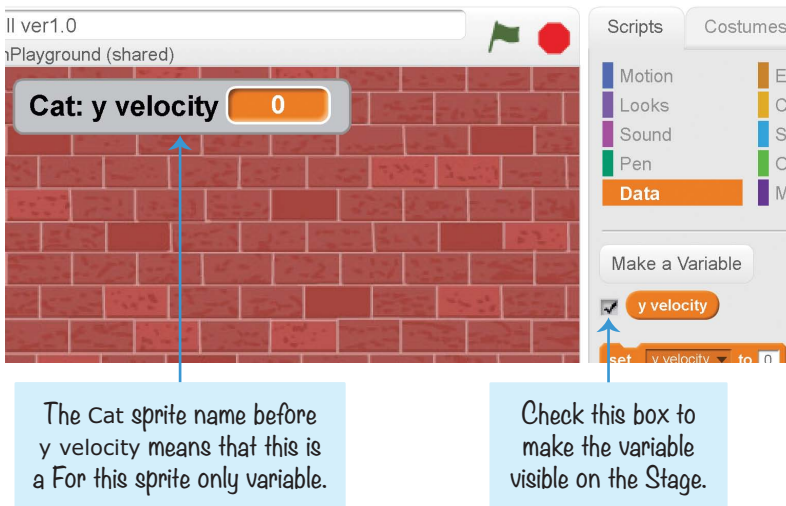 ll ver1.0
nPlayground (shared)
Cat: y velocity 0
Scripts Costumes
Motion E
Looks C
Sound S
Pen O
Data M
Make a Variable
y velocity
set y velocity to 0
The Cat sprite name before
y velocity means that this is
a For this sprite only variable.
Check this box to
make the variable
visible on the Stage.